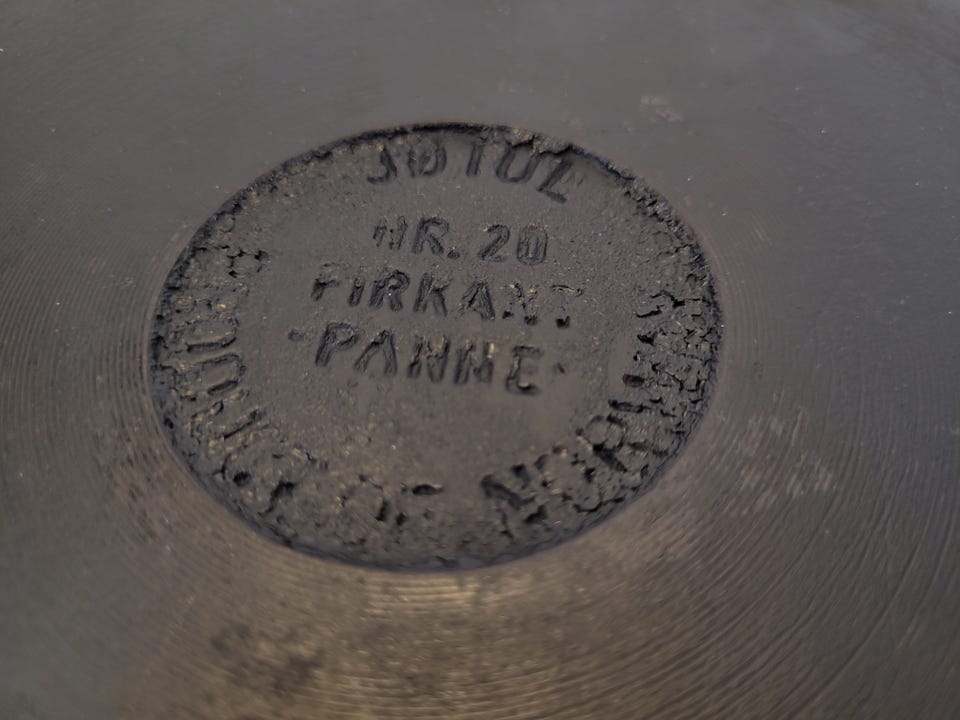 JØTUL
NR. 20
FIRKANT
-PANNE-
PRODUCT OF NORWAY